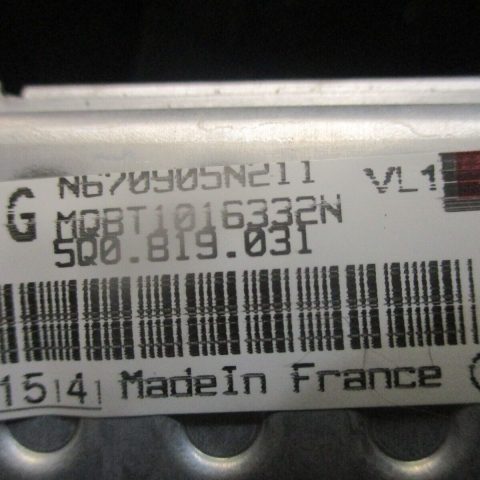 N670905N211 VL1
G MQBT1016332N
5Q0.819.031
15 4 MadeIn France